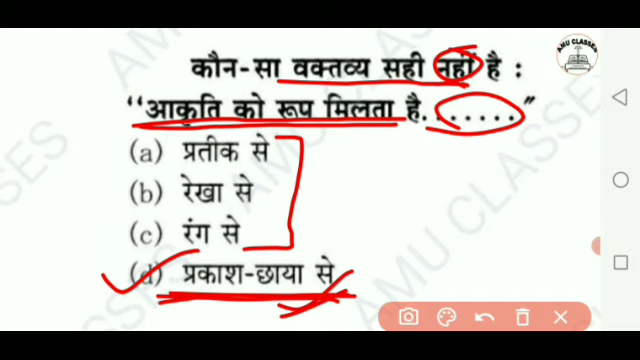 AMU CLASSES
कौन-सा वक्तव्य सही नहीं है :
‘‘आकृति को रूप मिलता है. . . . . . .’’
(a) प्रतीक से
(b) रेखा से
(c) रंग से
(d) प्रकाश-छाया से